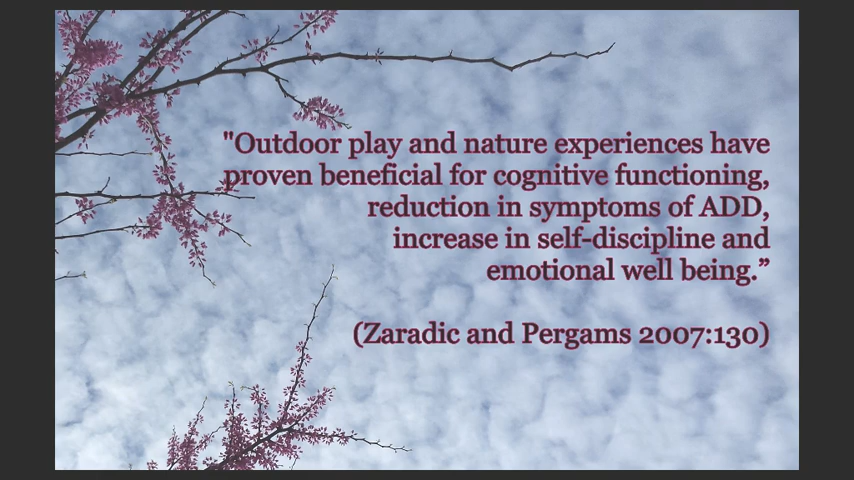 "Outdoor play and nature experiences have
proven beneficial for cognitive functioning,
reduction in symptoms of ADD,
increase in self-discipline and
emotional well being.”
(Zaradic and Pergams 2007:130)